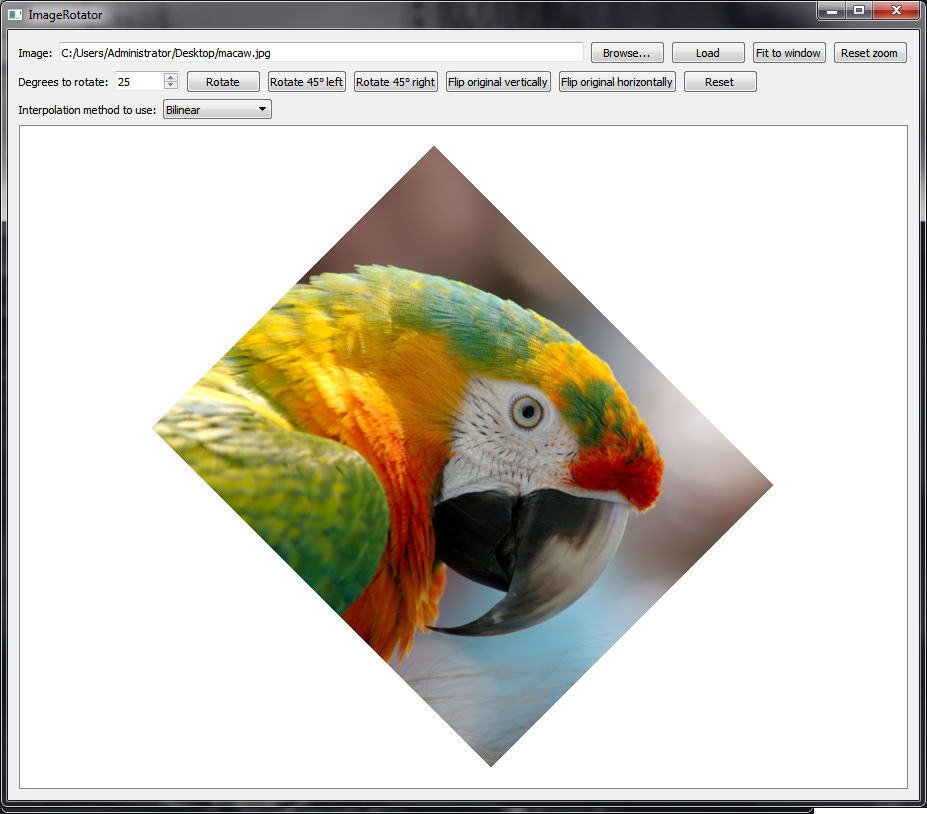 ImageRotator
Image: C:/Users/Administrator/Desktop/macaw.jpg Browse... Load Fit to window Reset zoom
Degrees to rotate: 25 Rotate Rotate 45° left Rotate 45° right Flip original vertically Flip original horizontally Reset
Interpolation method to use: Bilinear